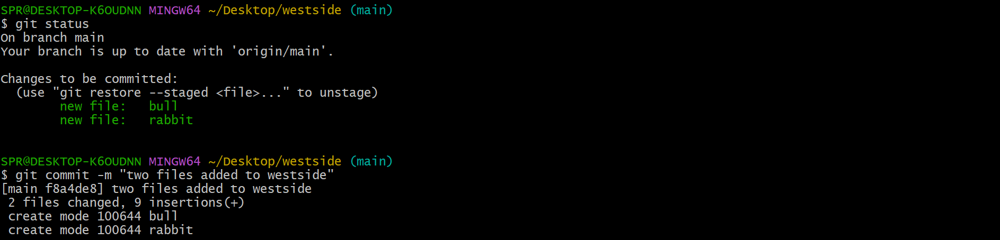 SPR@DESKTOP-K6OUDNN MINGW64 ~/Desktop/westside (main)
$ git status
On branch main
Your branch is up to date with 'origin/main'.
Changes to be committed:
  (use "git restore --staged <file>..." to unstage)
        new file:   bull
        new file:   rabbit
SPR@DESKTOP-K6OUDNN MINGW64 ~/Desktop/westside (main)
$ git commit -m "two files added to westside"
[main f8a4de8] two files added to westside
 2 files changed, 9 insertions(+)
 create mode 100644 bull
 create mode 100644 rabbit